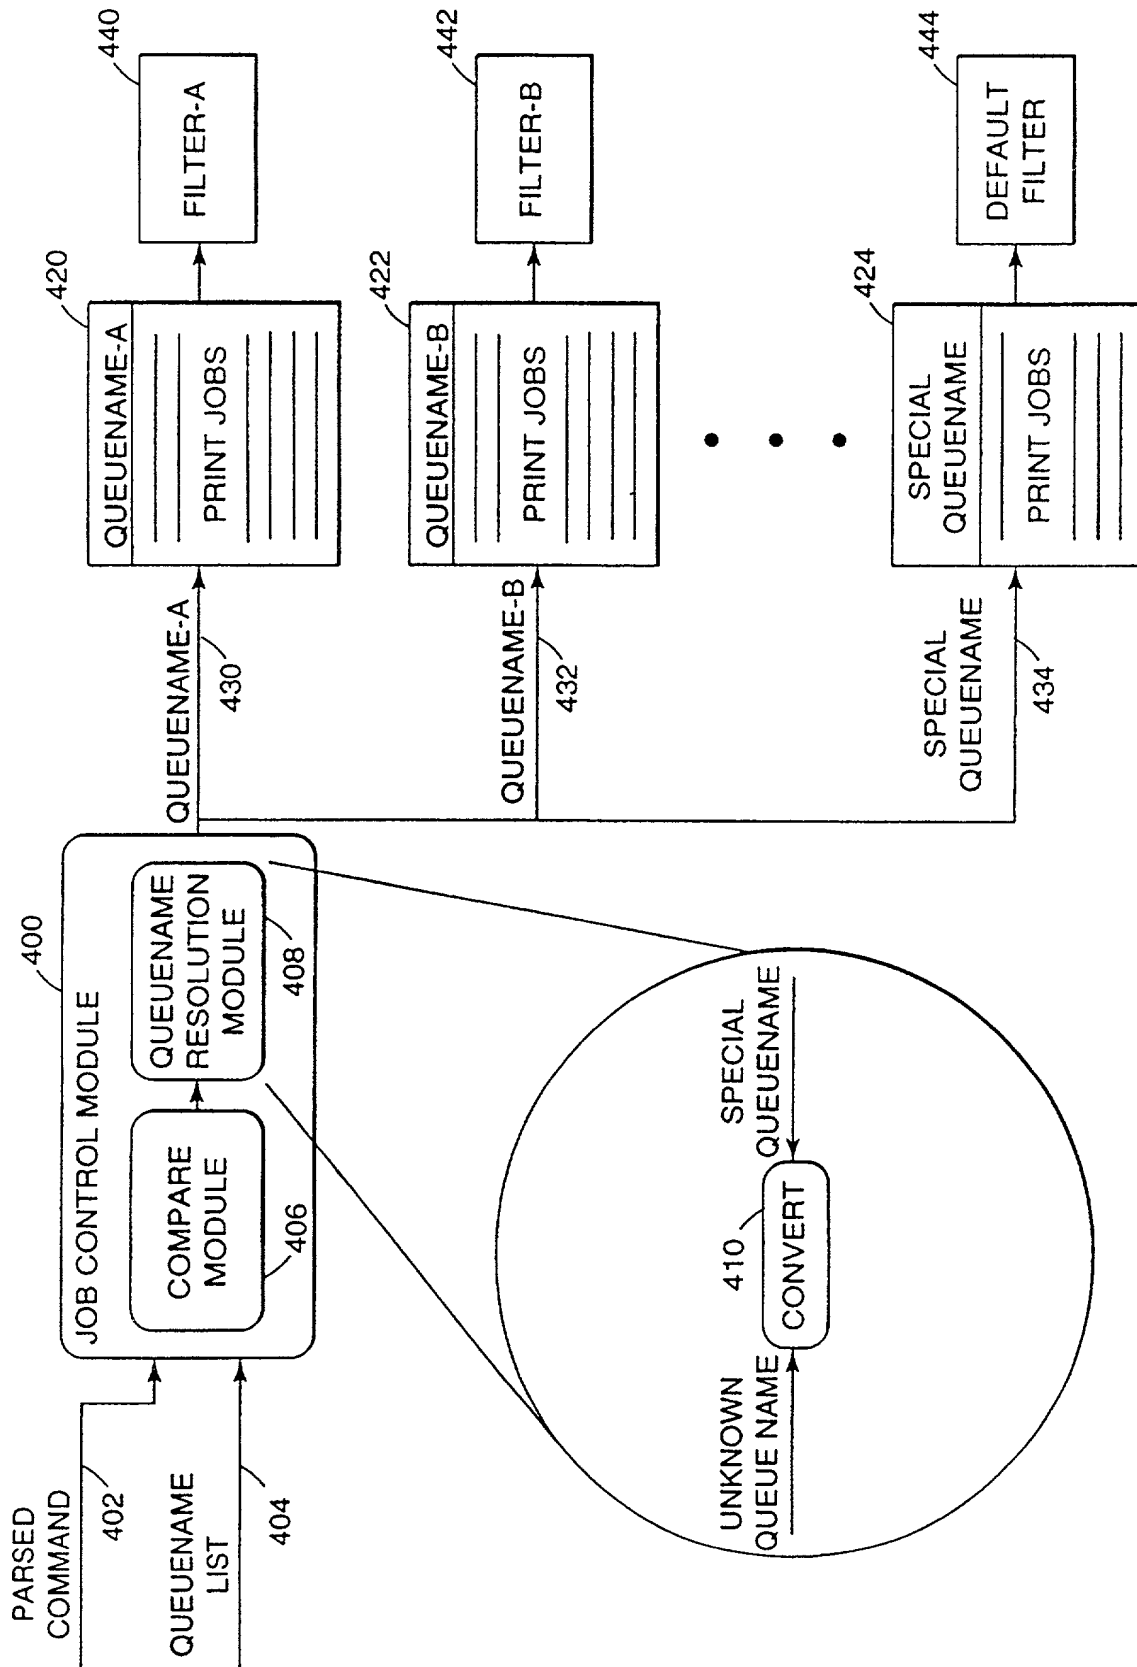 PARSED
COMMAND
402
QUEUENAME
LIST
404
400
JOB CONTROL MODULE
COMPARE
MODULE
406
QUEUENAME
RESOLUTION
MODULE
408
UNKNOWN
QUEUE NAME
410
CONVERT
SPECIAL
QUEUENAME
QUEUENAME-A
430
QUEUENAME-B
432
SPECIAL
QUEUENAME
434
420
QUEUENAME-A
PRINT JOBS
422
QUEUENAME-B
PRINT JOBS
424
SPECIAL
QUEUENAME
PRINT JOBS
440
FILTER-A
442
FILTER-B
444
DEFAULT
FILTER